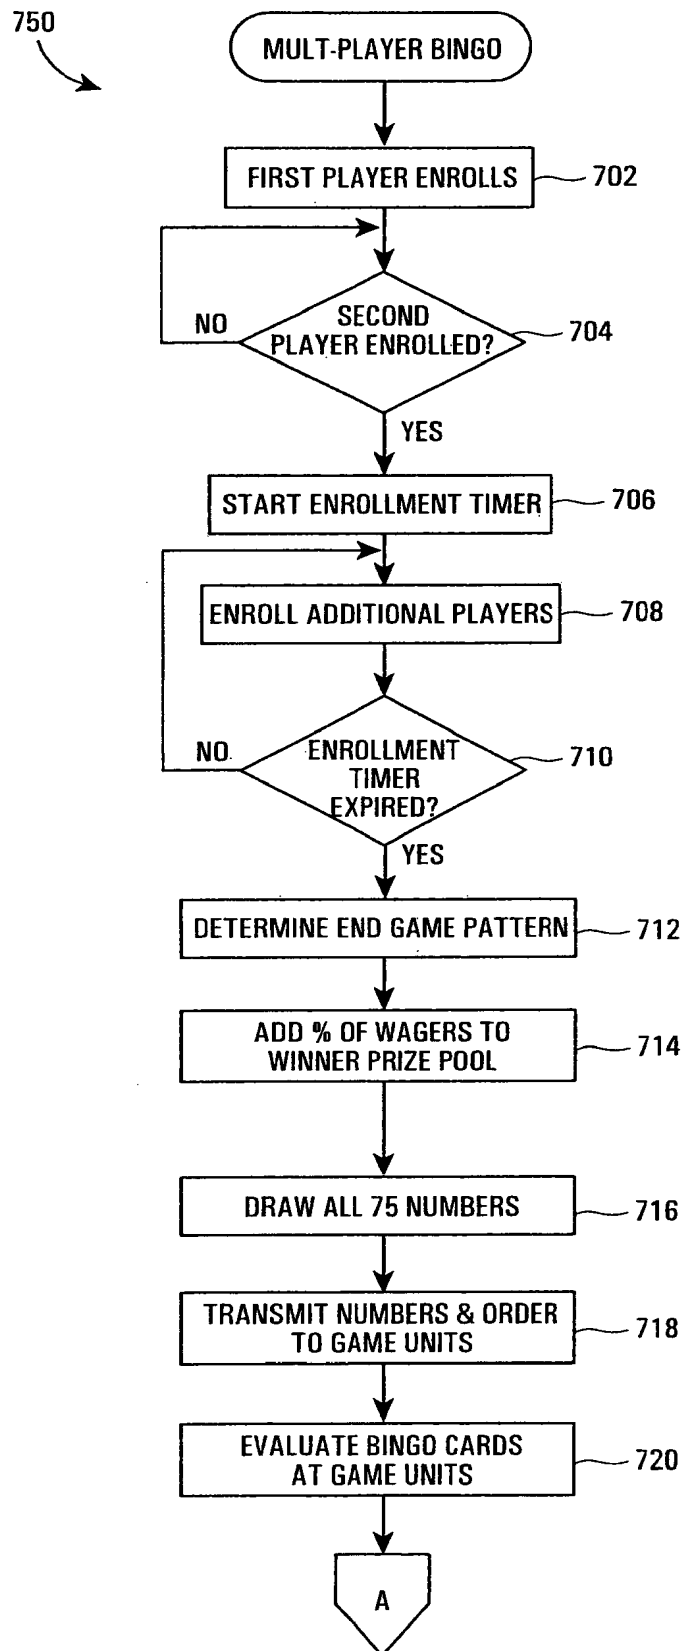 750
MULT-PLAYER BINGO
FIRST PLAYER ENROLLS
702
SECOND
PLAYER ENROLLED?
704
NO
YES
START ENROLLMENT TIMER
706
ENROLL ADDITIONAL PLAYERS
708
ENROLLMENT
TIMER
EXPIRED?
710
NO
YES
DETERMINE END GAME PATTERN
712
ADD % OF WAGERS TO
WINNER PRIZE POOL
714
DRAW ALL 75 NUMBERS
716
TRANSMIT NUMBERS & ORDER
TO GAME UNITS
718
EVALUATE BINGO CARDS
AT GAME UNITS
720
A